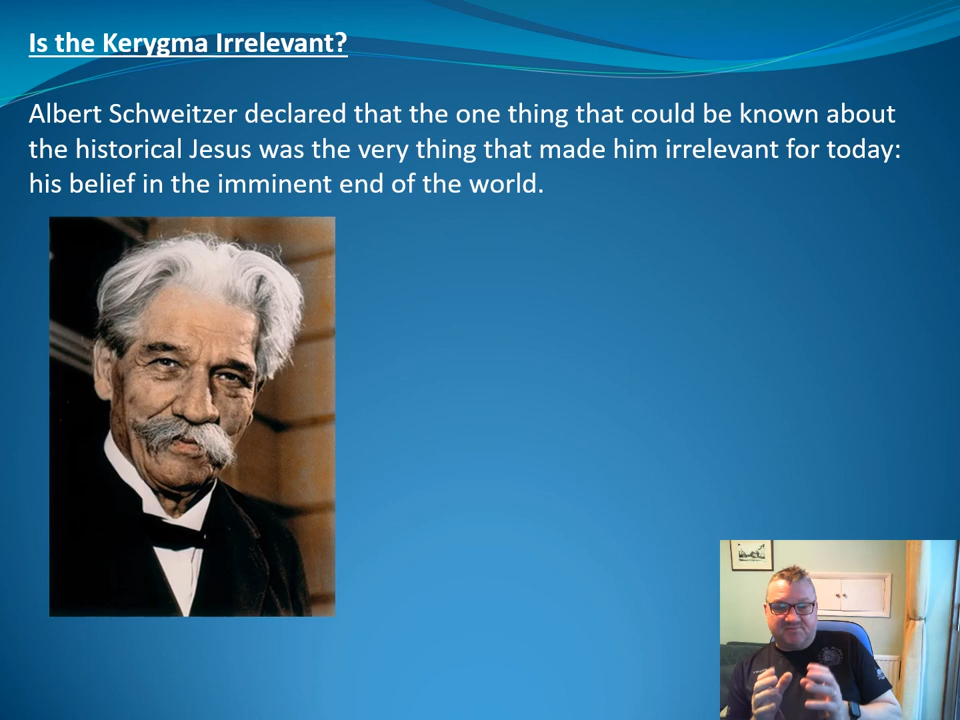 Is the Kerygma Irrelevant?
Albert Schweitzer declared that the one thing that could be known about
the historical Jesus was the very thing that made him irrelevant for today:
his belief in the imminent end of the world.